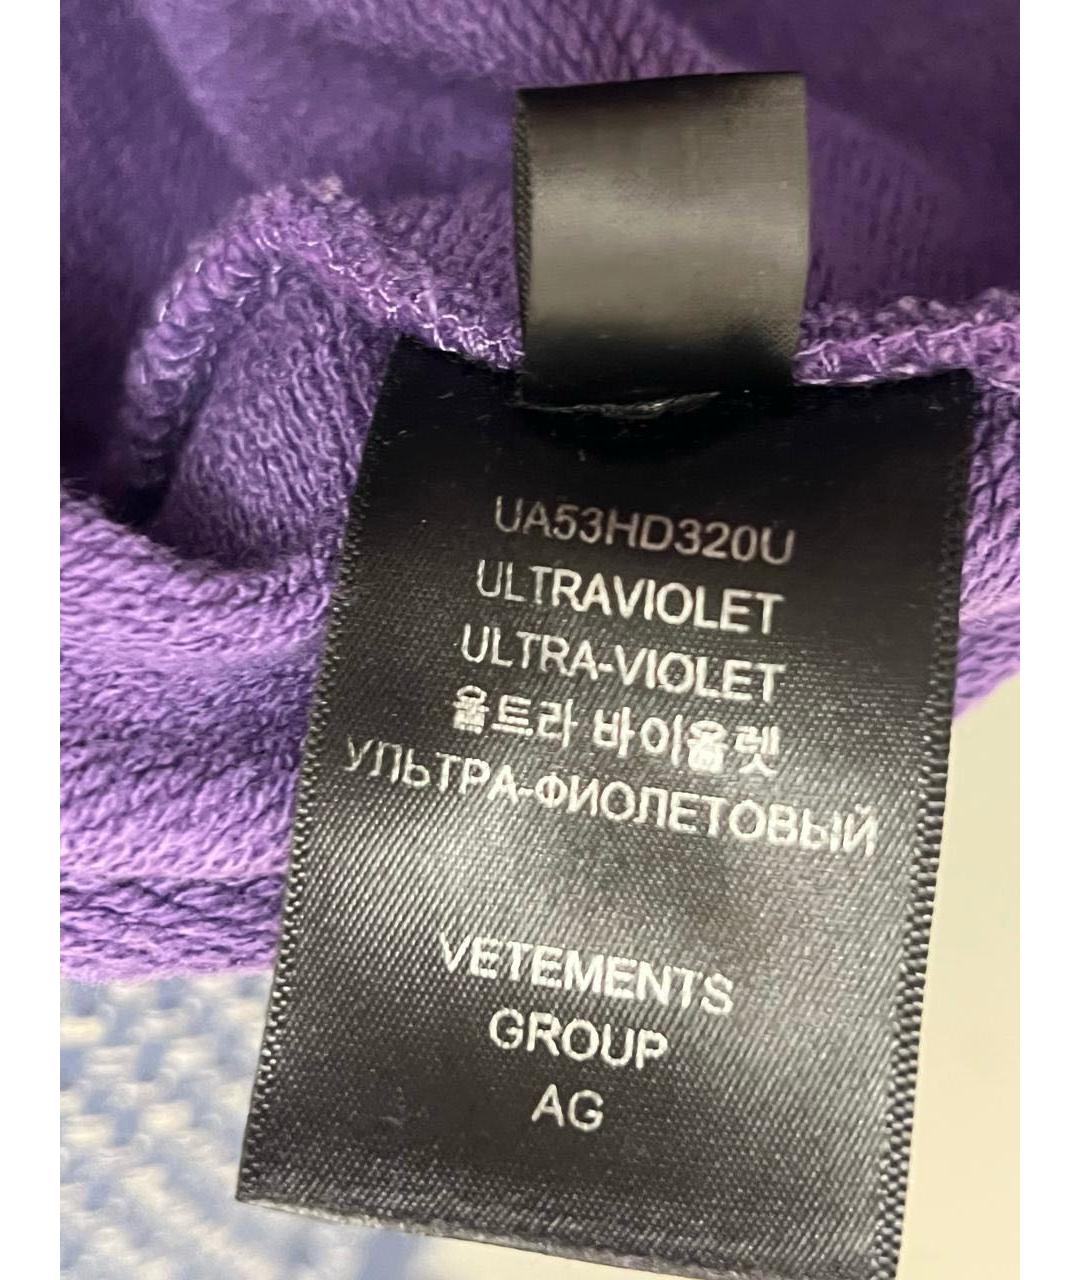 UA53HD320U
ULTRAVIOLET
ULTRA-VIOLET
울트라 바이올렛
УЛЬТРА-ФИОЛЕТОВЫЙ
VETEMENTS
GROUP
AG